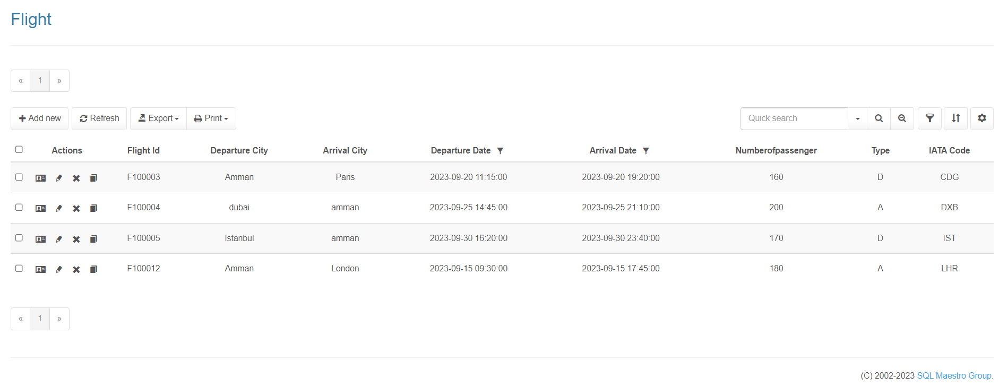 Flight
« 1 »
Add new Refresh Export Print Quick search
Actions Flight Id Departure City Arrival City Departure Date Arrival Date Numberofpassenger Type IATA Code
F100003 Amman Paris 2023-09-20 11:15:00 2023-09-20 19:20:00 160 D CDG
F100004 dubai amman 2023-09-25 14:45:00 2023-09-25 21:10:00 200 A DXB
F100005 Istanbul amman 2023-09-30 16:20:00 2023-09-30 23:40:00 170 D IST
F100012 Amman London 2023-09-15 09:30:00 2023-09-15 17:45:00 180 A LHR
« 1 »
(C) 2002-2023 SQL Maestro Group.